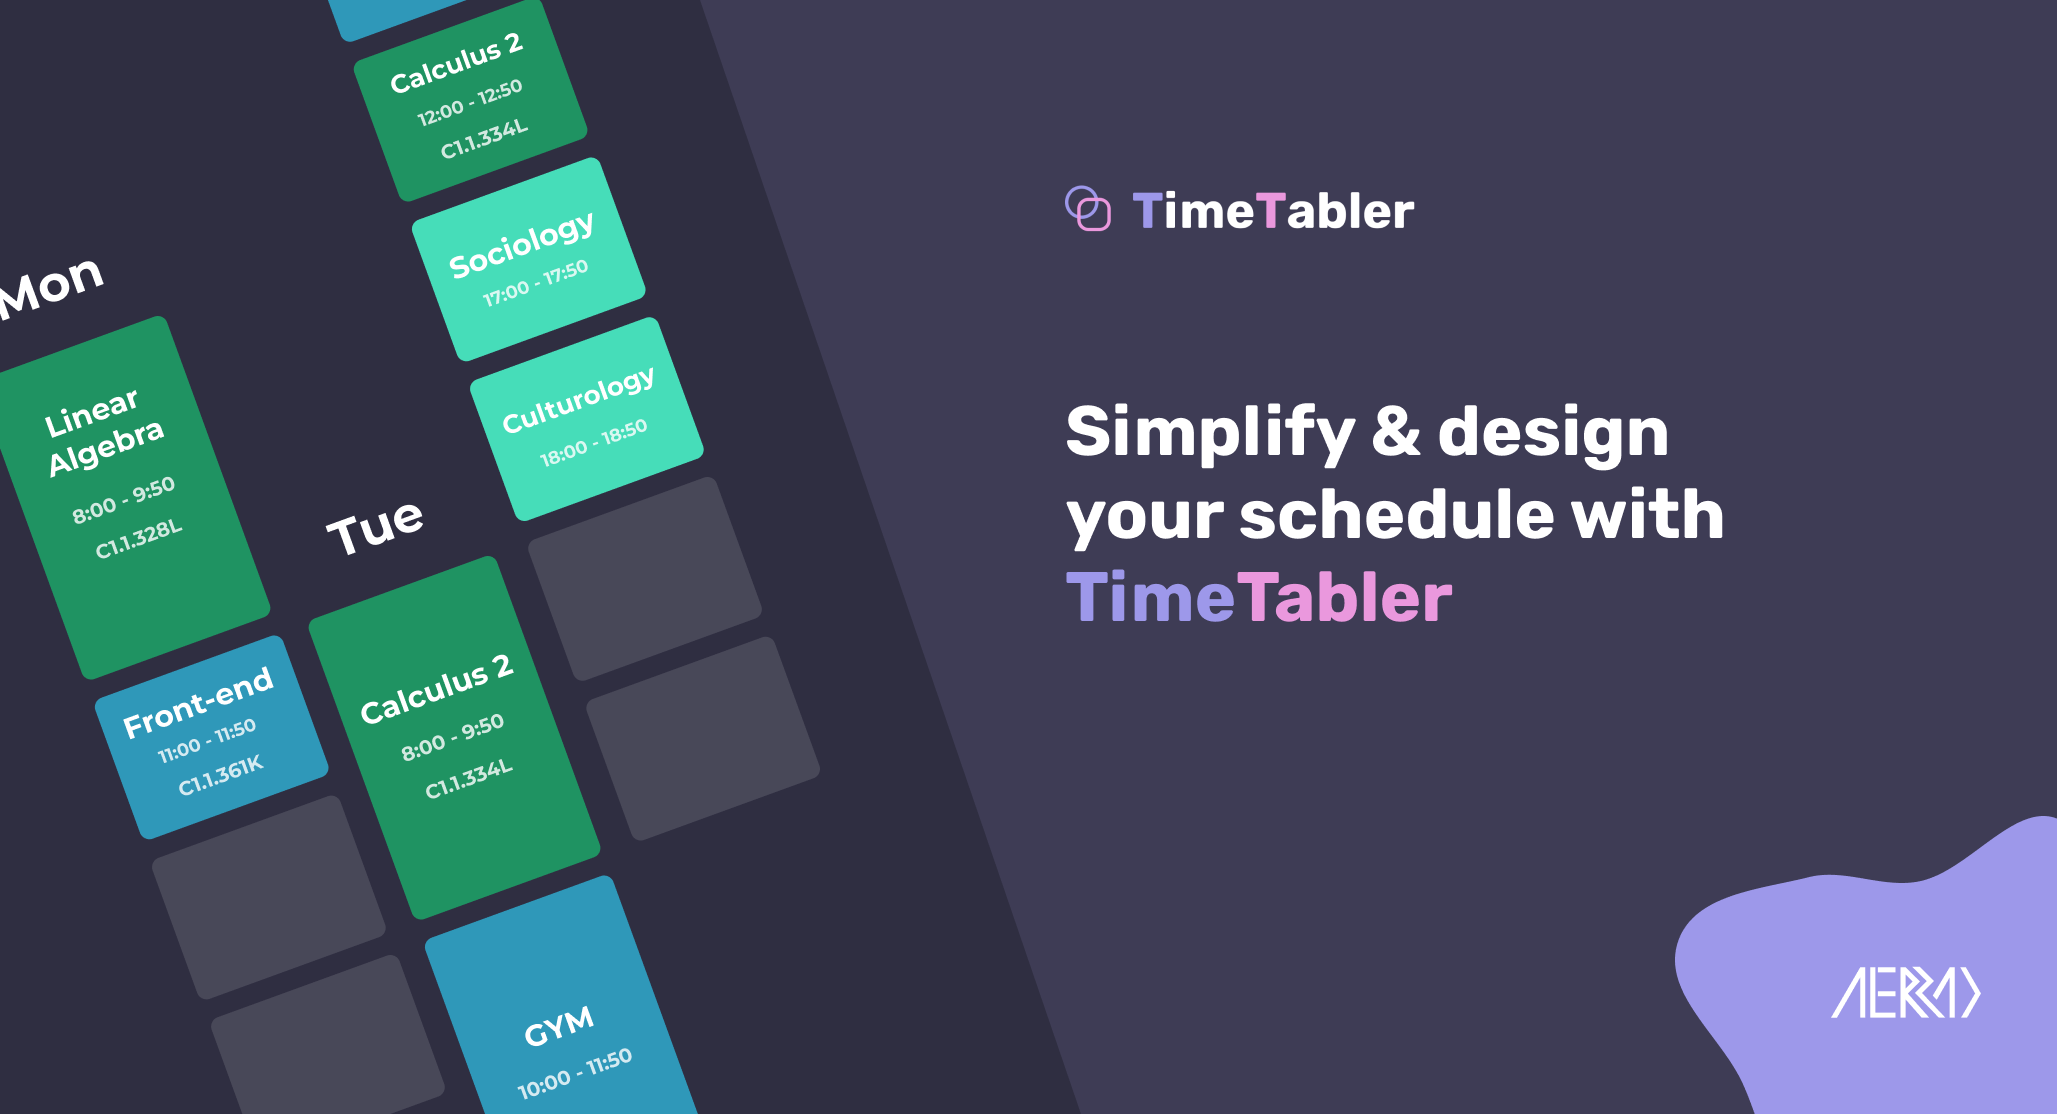 Mon
Linear
Algebra
8:00 - 9:50
C1.1.328L
Front-end
11:00 - 11:50
C1.1.361K
Calculus 2
12:00 - 12:50
C1.1.334L
Sociology
17:00 - 17:50
Culturology
18:00 - 18:50
Tue
Calculus 2
8:00 - 9:50
C1.1.334L
GYM
10:00 - 11:50
TimeTabler
Simplify & design
your schedule with
TimeTabler